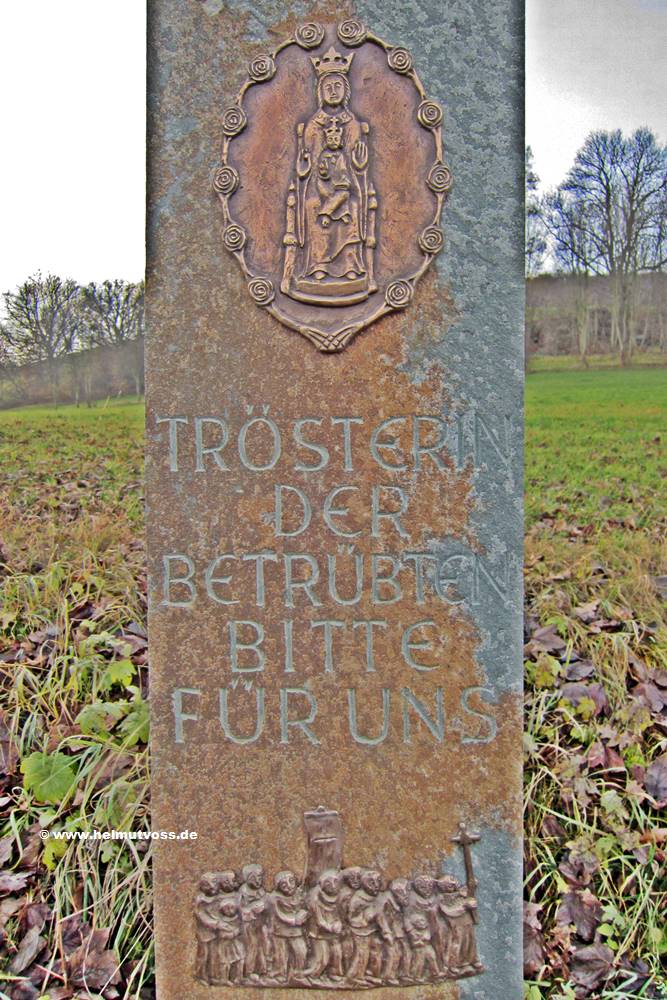 TRÖSTERIN
DER
BETRÜBTEN
BITTE
FÜR UNS
© www.helmutvoss.de